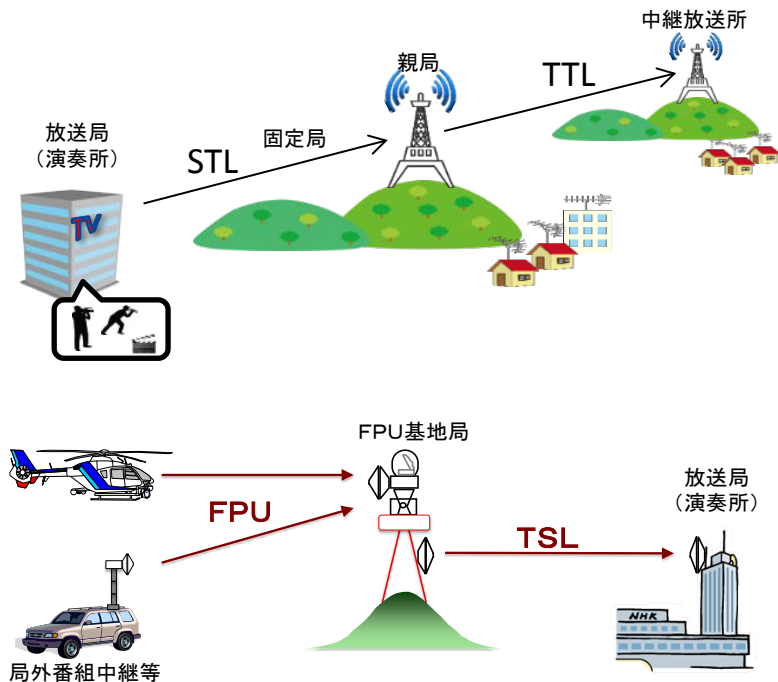 中継放送所
親局
TTL
放送局
（演奏所）
固定局
STL
TV
FPU基地局
放送局
（演奏所）
FPU
TSL
NHK
局外番組中継等